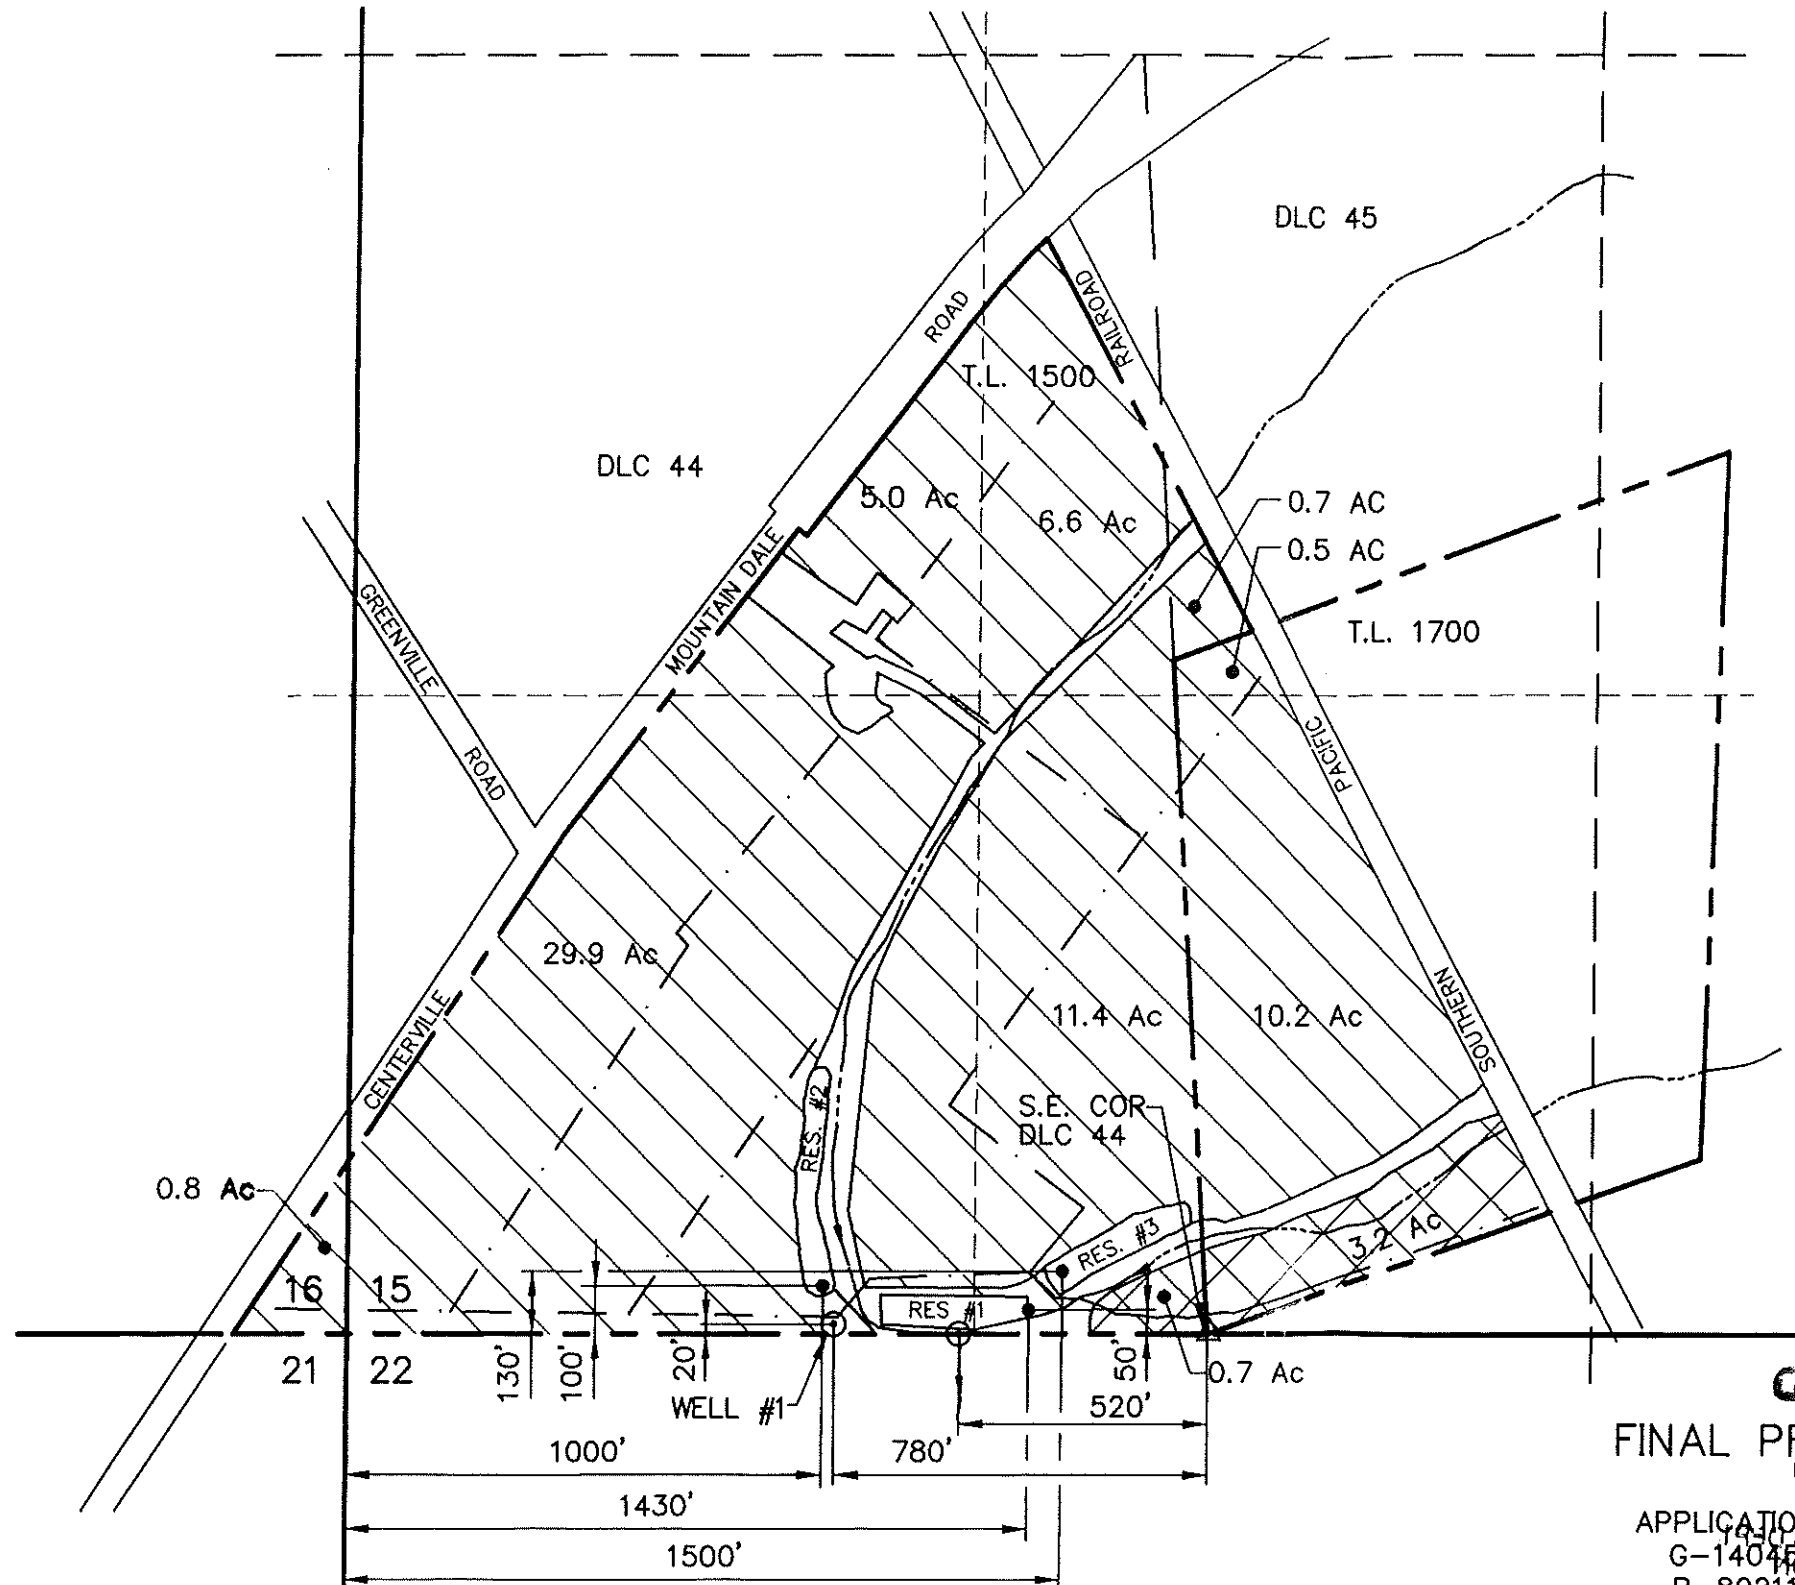 DLC 45
ROAD
RAILROAD
T.L. 1500
DLC 44
5.0 Ac
6.6 Ac
0.7 AC
0.5 AC
MOUNTAIN DALE
GREENVILLE
ROAD
T.L. 1700
PACIFIC
29.9 Ac
11.4 Ac
10.2 Ac
SOUTHERN
CENTERVILLE
S.E. COR
DLC 44
RES. #2
0.8 Ac
RES. #3
3.2 Ac
16 15
RES #1
21 22
130'
100'
20'
50'
0.7 Ac
WELL #1
520'
1000'
780'
1430'
1500'
FINAL